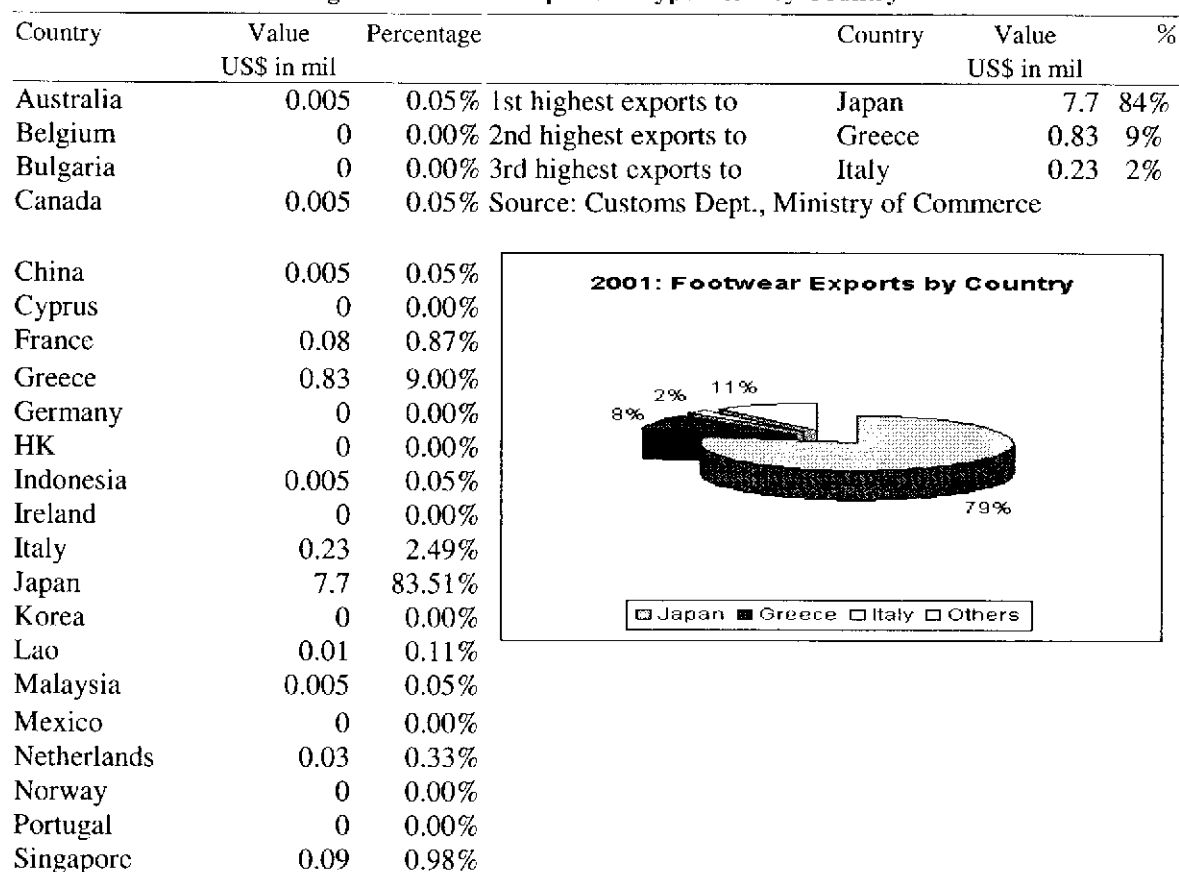 Country Value Percentage Country Value %
US$ in mil US$ in mil
Australia 0.005 0.05% 1st highest exports to Japan 7.7 84%
Belgium 0 0.00% 2nd highest exports to Greece 0.83 9%
Bulgaria 0 0.00% 3rd highest exports to Italy 0.23 2%
Canada 0.005 0.05% Source: Customs Dept., Ministry of Commerce
China 0.005 0.05%
Cyprus 0 0.00%
France 0.08 0.87%
Greece 0.83 9.00%
Germany 0 0.00%
HK 0 0.00%
Indonesia 0.005 0.05%
Ireland 0 0.00%
Italy 0.23 2.49%
Japan 7.7 83.51%
Korea 0 0.00%
Lao 0.01 0.11%
Malaysia 0.005 0.05%
Mexico 0 0.00%
Netherlands 0.03 0.33%
Norway 0 0.00%
Portugal 0 0.00%
Singapore 0.09 0.98%
2001: Footwear Exports by Country
2% 11%
8%
79%
Japan Greece Italy Others